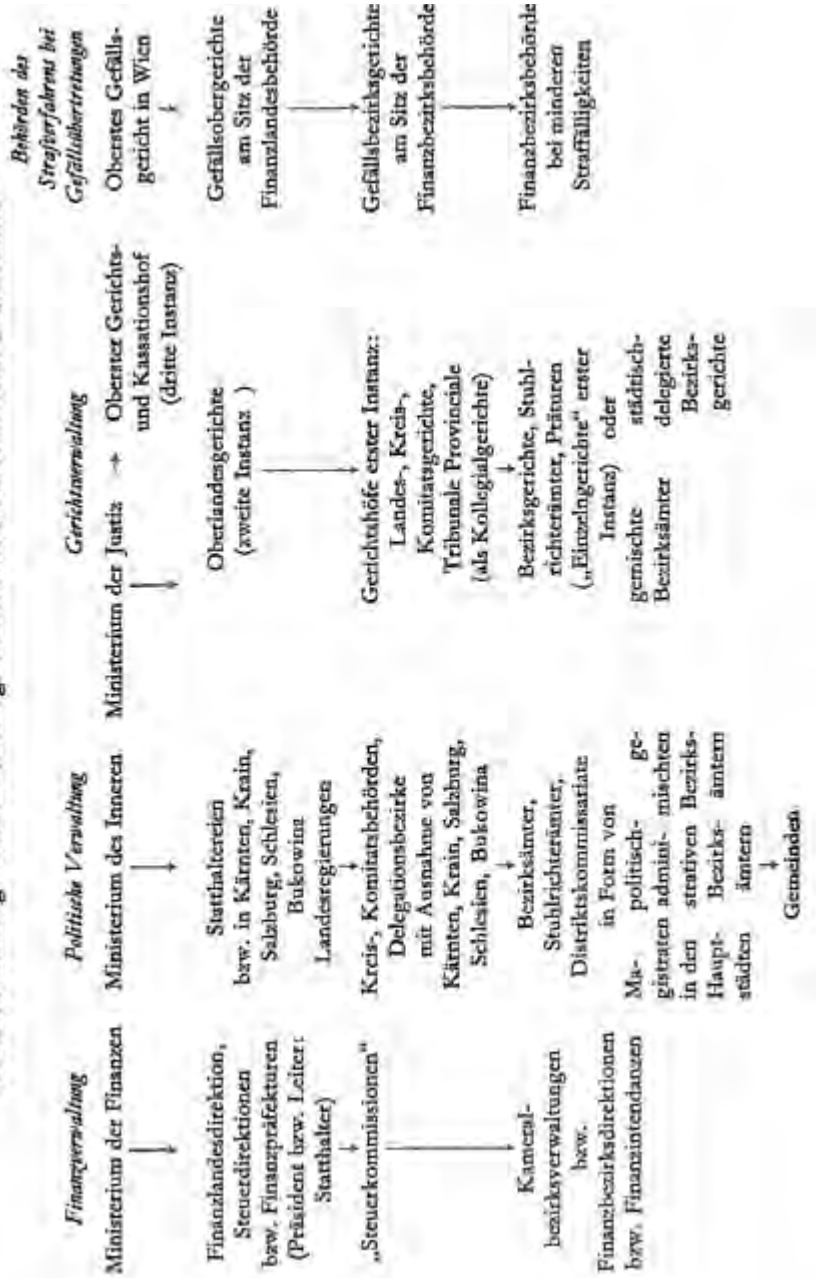 Finanzverwaltung
Ministerium der Finanzen
Finanzlandesdirektion,
Steuerdirektionen
bzw. Finanzpräfekturen
(Präsident bzw. Leiter:
Statthalter)
„Steuerkommissionen“
Kameral-
bezirksverwaltungen
bzw.
Finanzbezirksdirektionen
bzw. Finanzintendanzen
Politische Verwaltung
Ministerium des Inneren
Statthaltereien
bzw. in Kärnten, Krain,
Salzburg, Schlesien,
Bukowina
Landesregierungen
Kreis-, Komitatsbehörden,
Delegationsbezirke
mit Ausnahme von
Kärnten, Krain, Salzburg,
Schlesien, Bukowina
Bezirksämter,
Stuhlrichterämter,
Distriktskommissariate
in Form von
Ma- politisch- ge-
gistraten admini- mischten
in den strativen Bezirks-
Haupt- Bezirks- ämtern
städten ämtern
Gemeinden
Gerichtsverwaltung
Ministerium der Justiz → Oberster Gerichts-
und Kassationshof
(dritte Instanz)
Oberlandesgerichte
(zweite Instanz )
Gerichtshöfe erster Instanz:
Landes-, Kreis-,
Komitatsgerichte,
Tribunale Provinciale
(als Kollegialgerichte)
Bezirksgerichte, Stuhl-
richterämter, Präturen
(„Einzelngerichte“ erster
Instanz)
gemischte oder städtisch-
Bezirksämter delegierte
Bezirks-
gerichte
Behörden des
Strafverfahrens bei
Gefällsübertretungen
Oberstes Gefälls-
gericht in Wien
Gefällsobergerichte
am Sitz der
Finanzlandesbehörde
Gefällsbezirksgerichte
am Sitz der
Finanzbezirksbehörde
Finanzbezirksbehörde
bei minderen
Straffälligkeiten